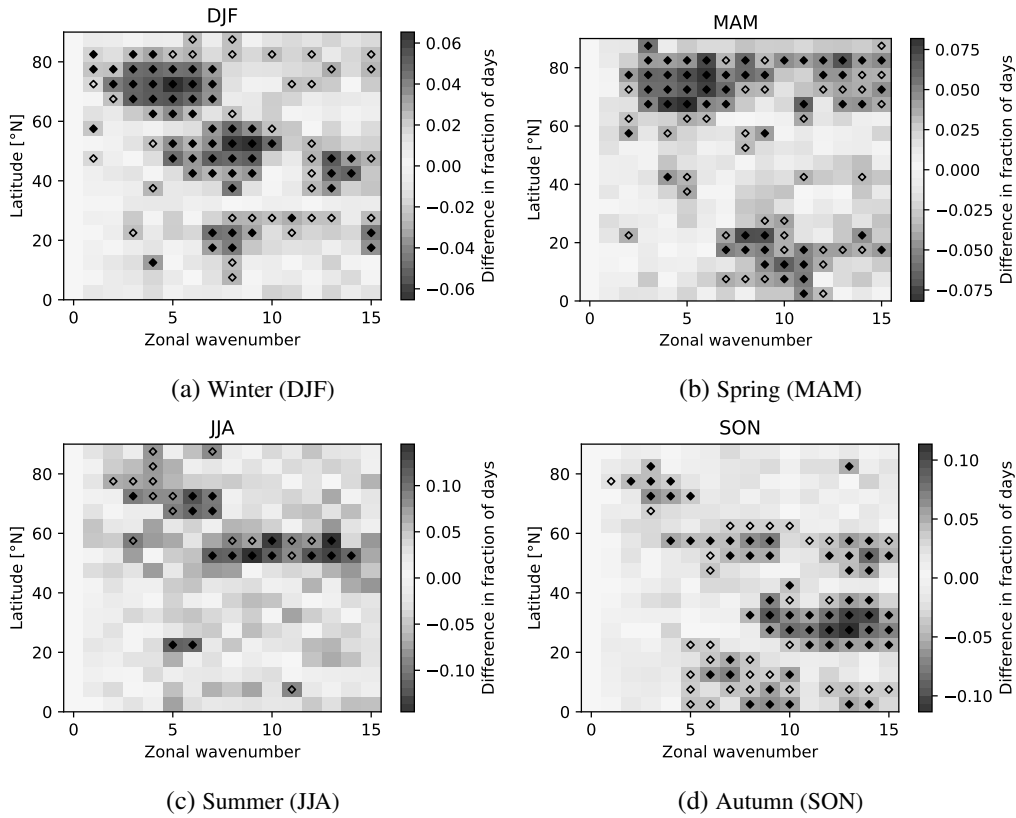 DJF
Latitude [°N]
80
60
40
20
0
0 5 10 15
Zonal wavenumber
0.06
0.04
0.02
0.00
−0.02
−0.04
−0.06
Difference in fraction of days
(a) Winter (DJF)
MAM
Latitude [°N]
80
60
40
20
0
0 5 10 15
Zonal wavenumber
0.075
0.050
0.025
0.000
−0.025
−0.050
−0.075
Difference in fraction of days
(b) Spring (MAM)
JJA
Latitude [°N]
80
60
40
20
0
0 5 10 15
Zonal wavenumber
0.10
0.05
0.00
−0.05
−0.10
Difference in fraction of days
(c) Summer (JJA)
SON
Latitude [°N]
80
60
40
20
0
0 5 10 15
Zonal wavenumber
0.10
0.05
0.00
−0.05
−0.10
Difference in fraction of days
(d) Autumn (SON)